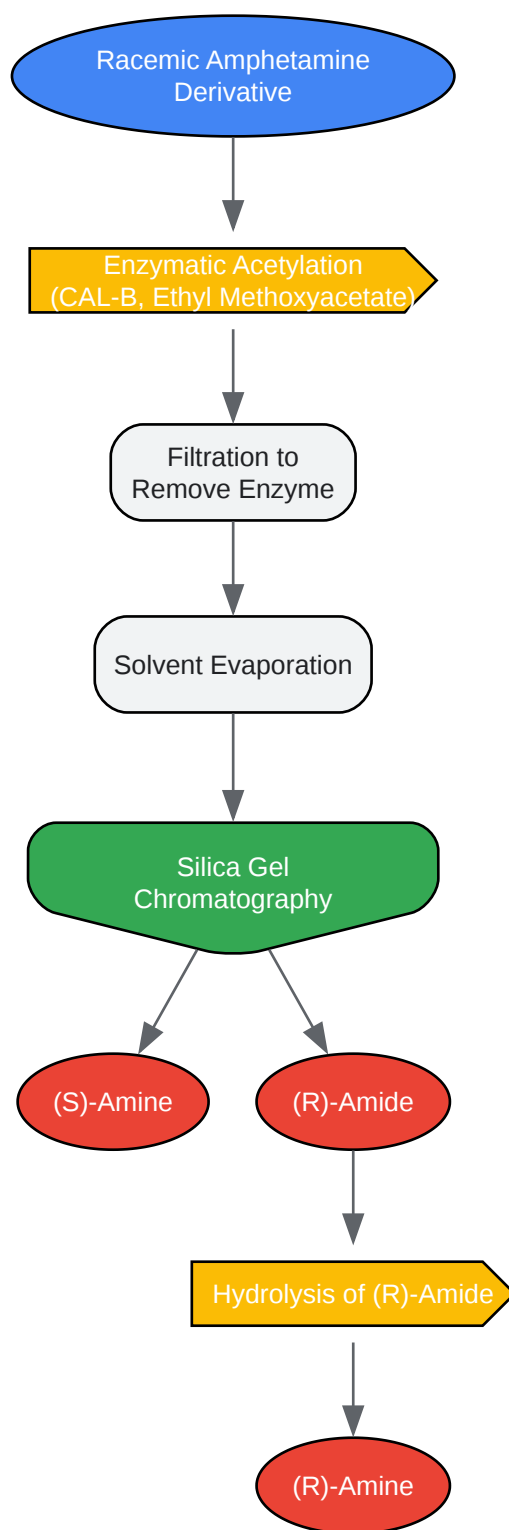 Racemic Amphetamine
Derivative
Enzymatic Acetylation
(CAL-B, Ethyl Methoxyacetate)
Filtration to
Remove Enzyme
Solvent Evaporation
Silica Gel
Chromatography
(S)-Amine
(R)-Amide
Hydrolysis of (R)-Amide
(R)-Amine